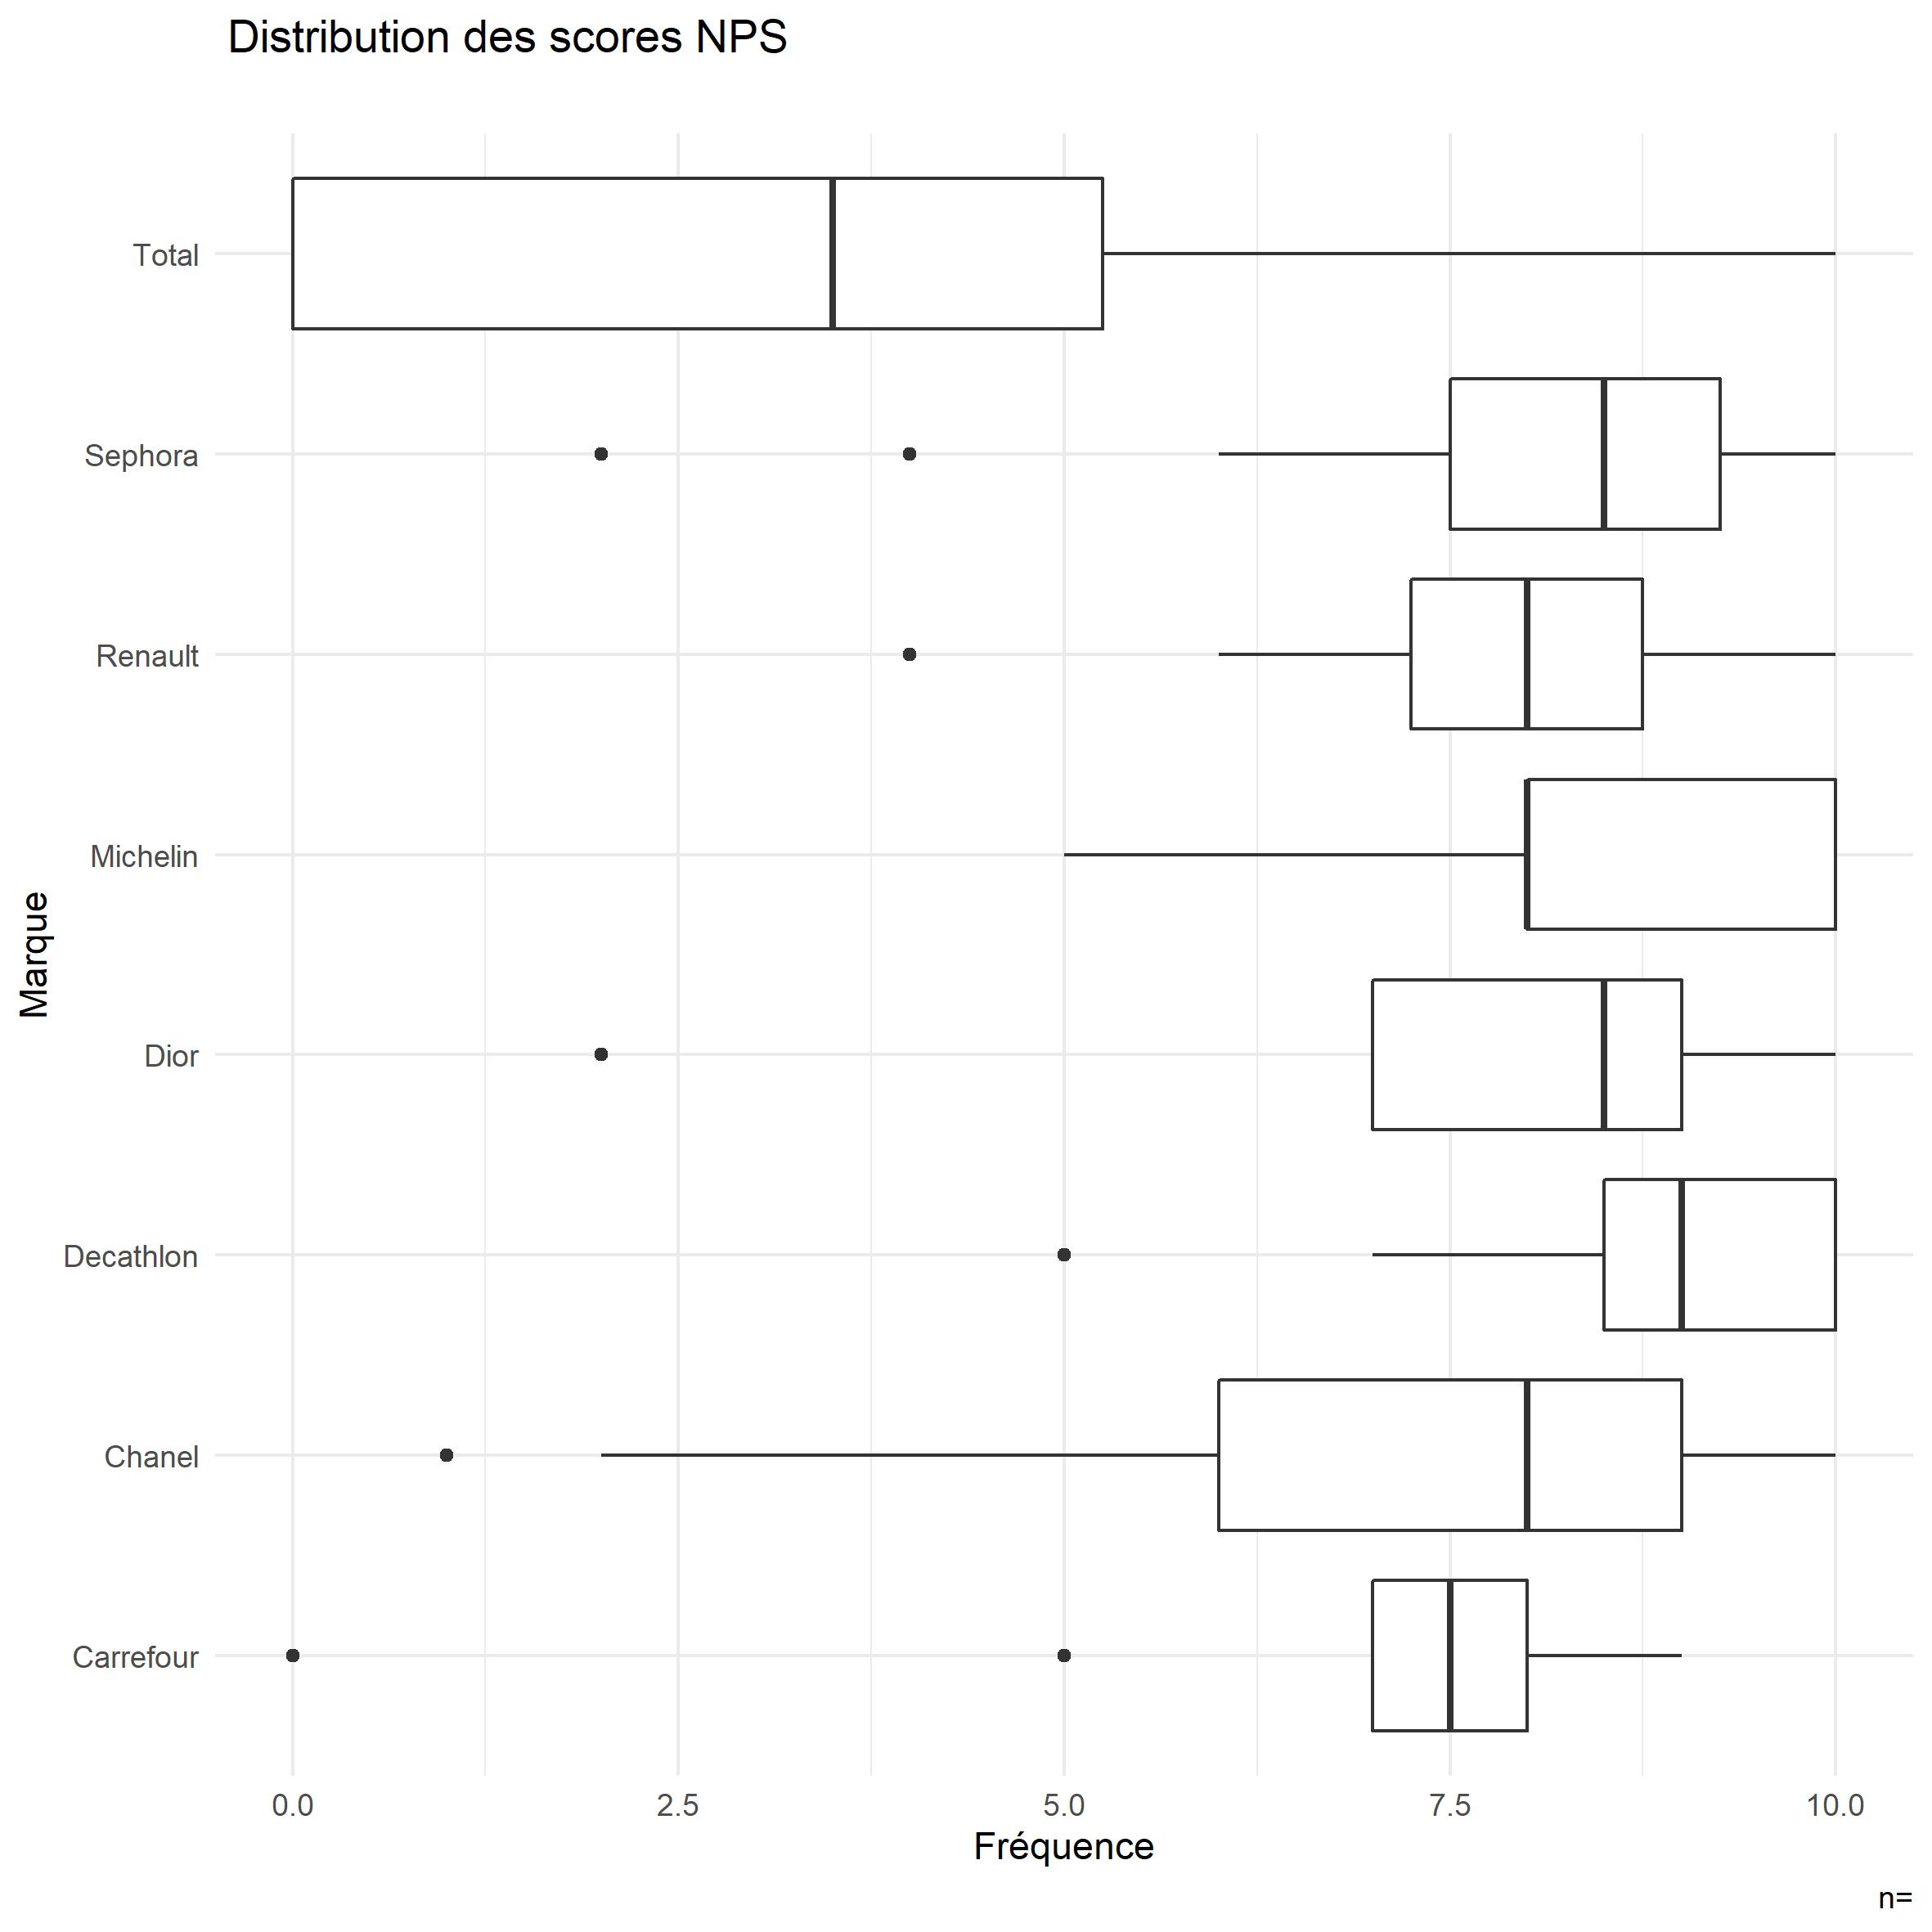 Distribution des scores NPS
Total
Sephora
Renault
Michelin
Dior
Decathlon
Chanel
Carrefour
Marque
0.0 2.5 5.0 7.5 10.0
Fréquence
n=